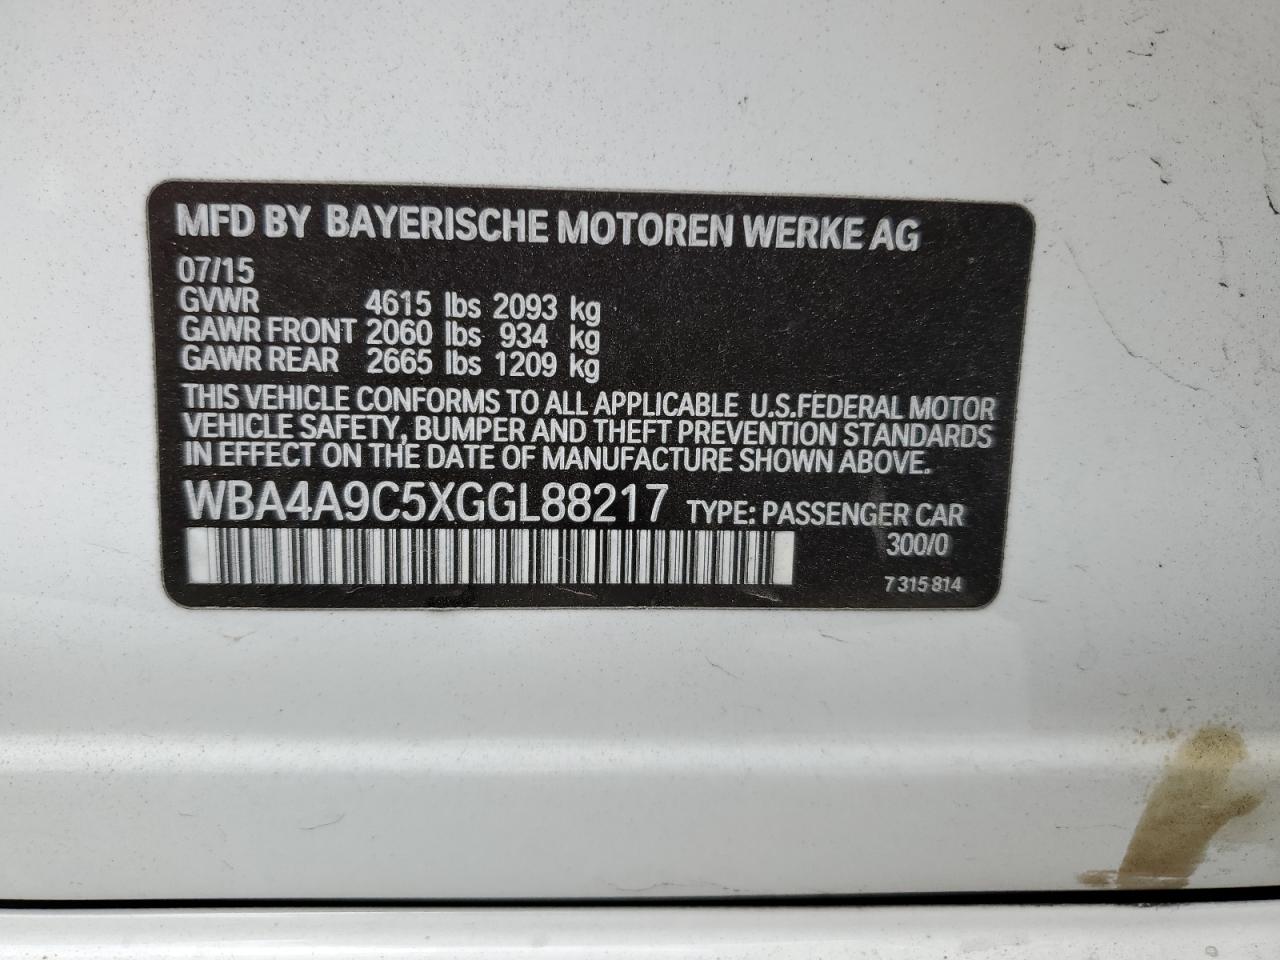 MFD BY BAYERISCHE MOTOREN WERKE AG
07/15
GVWR 4615 lbs 2093 kg
GAWR FRONT 2060 lbs 934 kg
GAWR REAR 2665 lbs 1209 kg
THIS VEHICLE CONFORMS TO ALL APPLICABLE U.S.FEDERAL MOTOR
VEHICLE SAFETY, BUMPER AND THEFT PREVENTION STANDARDS
IN EFFECT ON THE DATE OF MANUFACTURE SHOWN ABOVE.
WBA4A9C5XGGL88217 TYPE: PASSENGER CAR
300/0
7 315 814